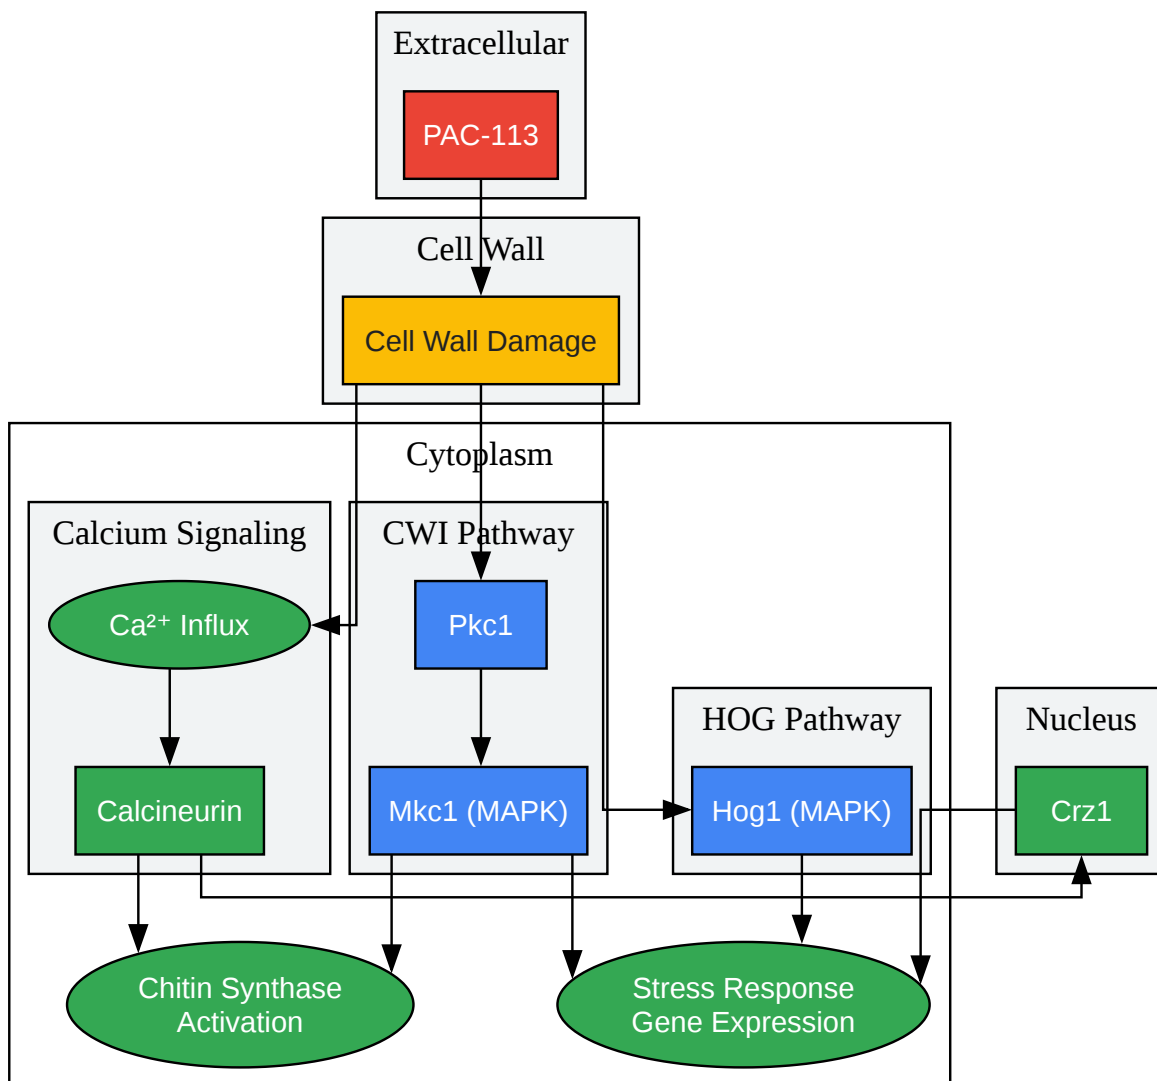 Extracellular
PAC-113
Cell Wall
Cell Wall Damage
Cytoplasm
Calcium Signaling
CWI Pathway
Ca²⁺ Influx
Pkc1
HOG Pathway
Nucleus
Calcineurin
Mkc1 (MAPK)
Hog1 (MAPK)
Crz1
Chitin Synthase
Activation
Stress Response
Gene Expression